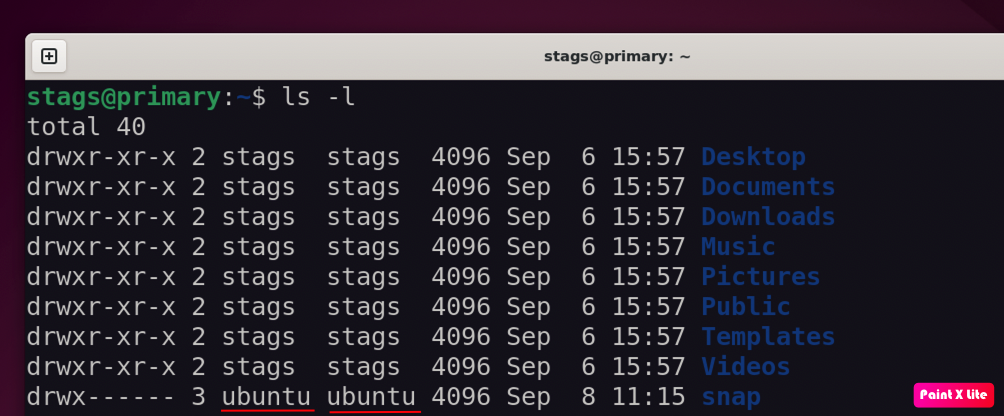 stags@primary: ~
stags@primary:~$ ls -l
total 40
drwxr-xr-x 2 stags  stags  4096 Sep  6 15:57 Desktop
drwxr-xr-x 2 stags  stags  4096 Sep  6 15:57 Documents
drwxr-xr-x 2 stags  stags  4096 Sep  6 15:57 Downloads
drwxr-xr-x 2 stags  stags  4096 Sep  6 15:57 Music
drwxr-xr-x 2 stags  stags  4096 Sep  6 15:57 Pictures
drwxr-xr-x 2 stags  stags  4096 Sep  6 15:57 Public
drwxr-xr-x 2 stags  stags  4096 Sep  6 15:57 Templates
drwxr-xr-x 2 stags  stags  4096 Sep  6 15:57 Videos
drwx------ 3 ubuntu ubuntu 4096 Sep  8 11:15 snap
Paint X Lite